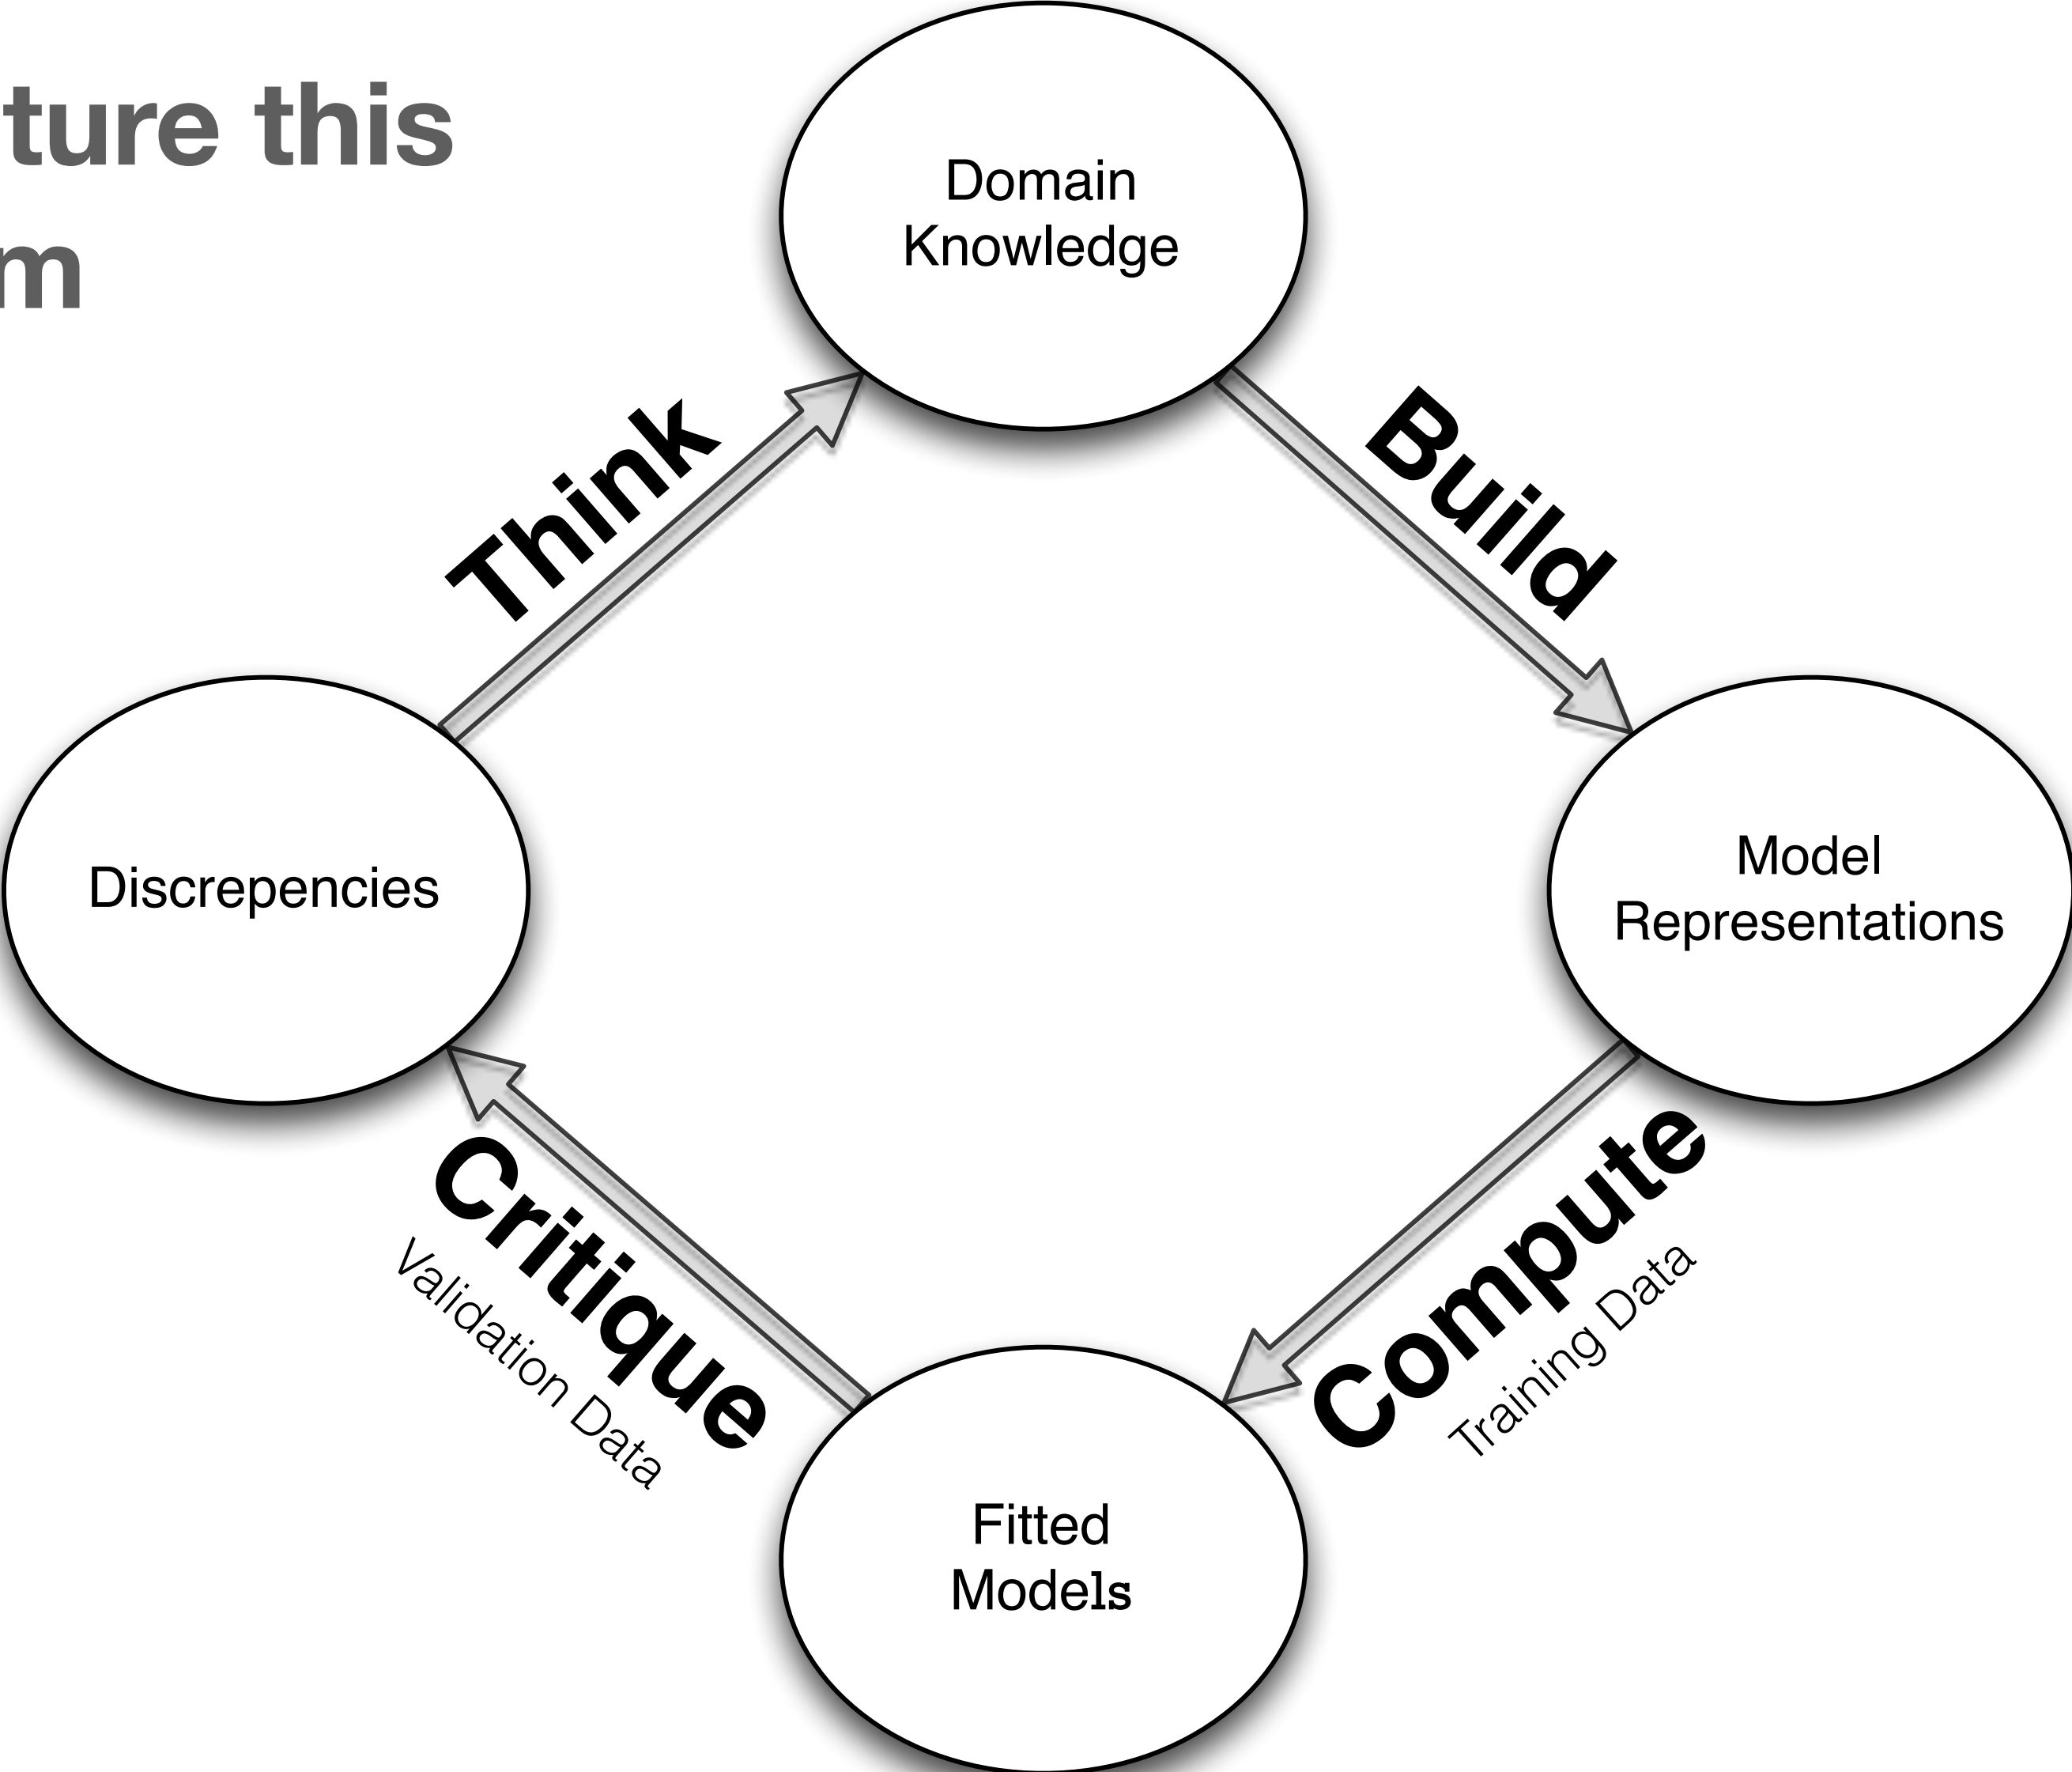 ture this
m
Domain
Knowledge
Think
Build
Discrepencies
Model
Representations
Critique
Validation Data
Compute
Training Data
Fitted
Models